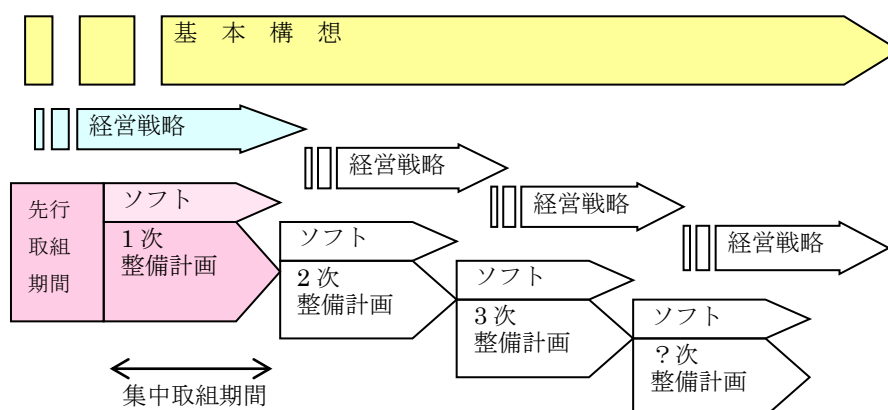 基　本　構　想
経営戦略
経営戦略
経営戦略
経営戦略
先行
取組
期間
ソフト
1次
整備計画
ソフト
2次
整備計画
ソフト
3次
整備計画
ソフト
？次
整備計画
集中取組期間